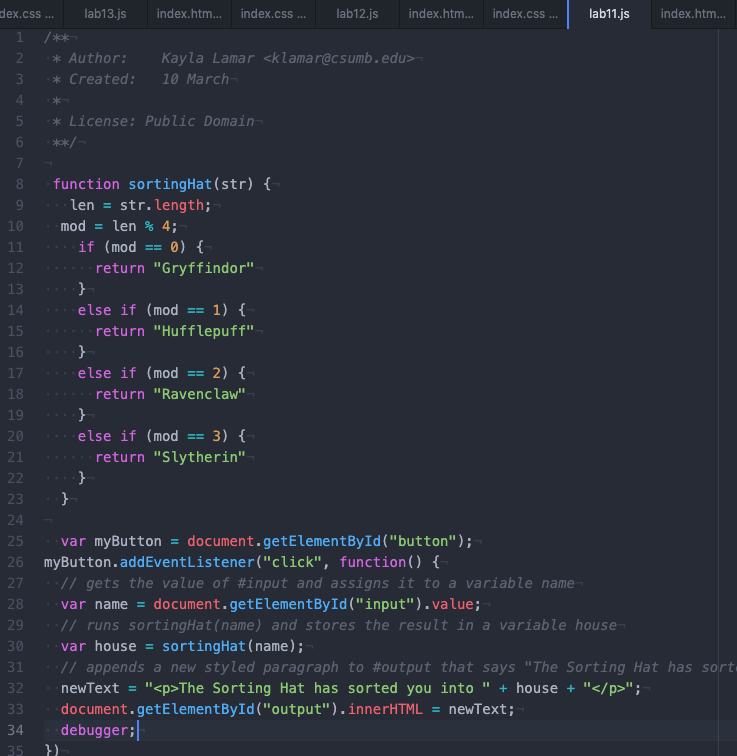 dex.css ... lab13.js index.htm... index.css ... lab12.js index.htm... index.css ... lab11.js index.htm...
1 /**
2 * Author: Kayla Lamar <klamar@csumb.edu>
3 * Created: 10 March
4 *
5 * License: Public Domain
6 **/
7
8 function sortingHat(str) {
9 len = str.length;
10 mod = len % 4;
11 if (mod == 0) {
12 return "Gryffindor"
13 }
14 else if (mod == 1) {
15 return "Hufflepuff"
16 }
17 else if (mod == 2) {
18 return "Ravenclaw"
19 }
20 else if (mod == 3) {
21 return "Slytherin"
22 }
23 }
24
25 var myButton = document.getElementById("button");
26 myButton.addEventListener("click", function() {
27 // gets the value of #input and assigns it to a variable name
28 var name = document.getElementById("input").value;
29 // runs sortingHat(name) and stores the result in a variable house
30 var house = sortingHat(name);
31 // appends a new styled paragraph to #output that says "The Sorting Hat has sort
32 newText = "<p>The Sorting Hat has sorted you into " + house + "</p>";
33 document.getElementById("output").innerHTML = newText;
34 debugger;
35 })